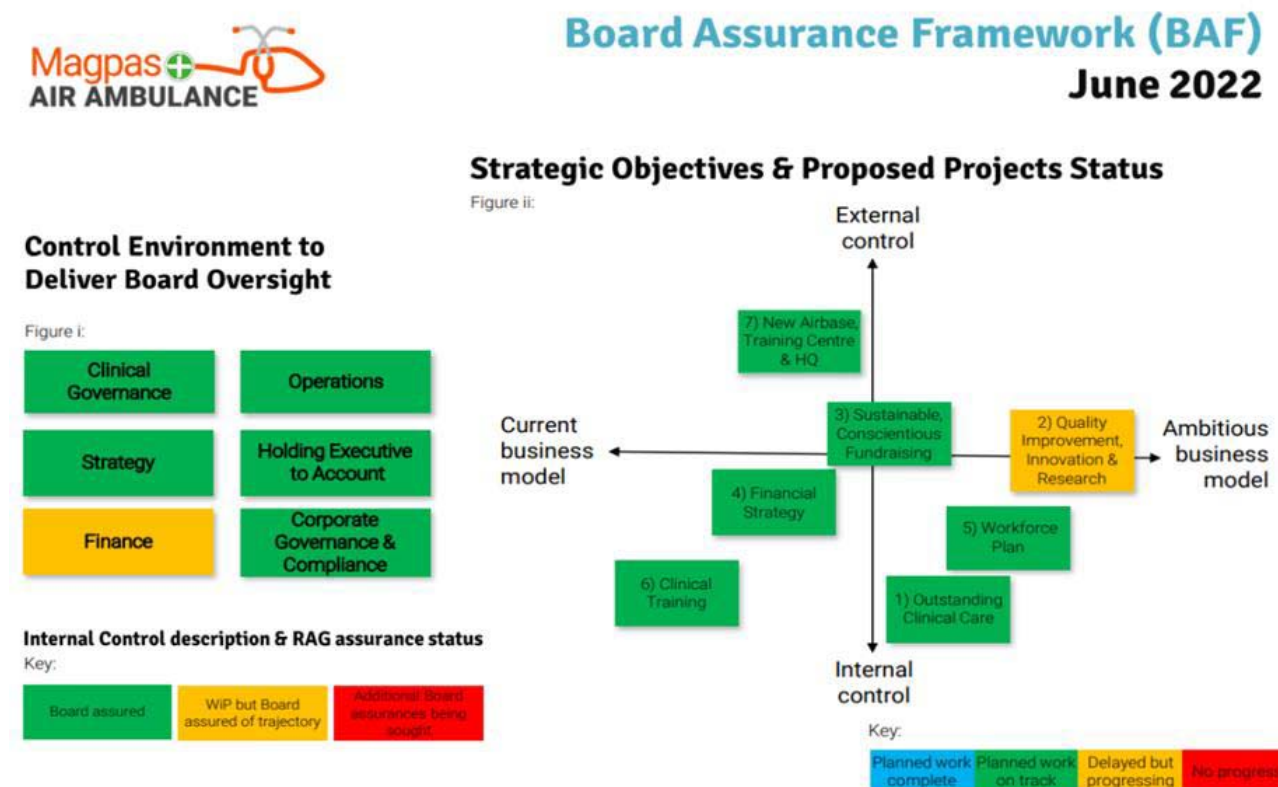 Magpas
AIR AMBULANCE
Board Assurance Framework (BAF)
June 2022
Strategic Objectives & Proposed Projects Status
Figure ii:
External
control
7) New Airbase,
Training Centre
& HQ
3) Sustainable,
Conscientious
Fundraising
2) Quality
Improvement,
Innovation &
Research
Current
business
model
Ambitious
business
model
4) Financial
Strategy
5) Workforce
Plan
6) Clinical
Training
1) Outstanding
Clinical Care
Internal
control
Key:
Planned work
complete
Planned work
on track
Delayed but
progressing
No progress
Control Environment to
Deliver Board Oversight
Figure i:
Clinical
Governance
Operations
Strategy
Holding Executive
to Account
Finance
Corporate
Governance &
Compliance
Internal Control description & RAG assurance status
Key:
Board assured
WiP but Board
assured of trajectory
Additional Board
assurances being
sought